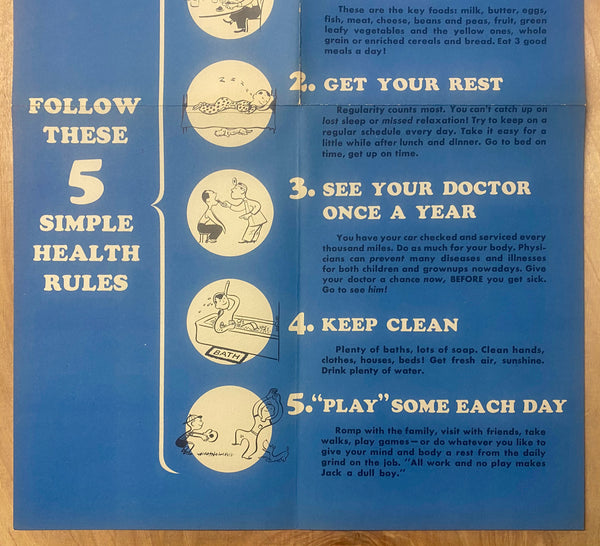 These are the key foods: milk, butter, eggs,
fish, meat, cheese, beans and peas, fruit, green
leafy vegetables and the yellow ones, whole
grain or enriched cereals and bread. Eat 3 good
meals a day!
FOLLOW
THESE
5
SIMPLE
HEALTH
RULES
z z z
2. GET YOUR REST
Regularity counts most. You can't catch up on
lost sleep or missed relaxation! Try to keep on a
regular schedule every day. Take it easy for a
little while after lunch and dinner. Go to bed on
time, get up on time.
3. SEE YOUR DOCTOR
ONCE A YEAR
You have your car checked and serviced every
thousand miles. Do as much for your body. Physi-
cians can prevent many diseases and illnesses
for both children and grownups nowadays. Give
your doctor a chance now, BEFORE you get sick.
Go to see him!
BATH
4. KEEP CLEAN
Plenty of baths, lots of soap. Clean hands,
clothes, houses, beds! Get fresh air, sunshine.
Drink plenty of water.
5. "PLAY" SOME EACH DAY
Romp with the family, visit with friends, take
walks, play games—or do whatever you like to
give your mind and body a rest from the daily
grind on the job. "All work and no play makes
Jack a dull boy."